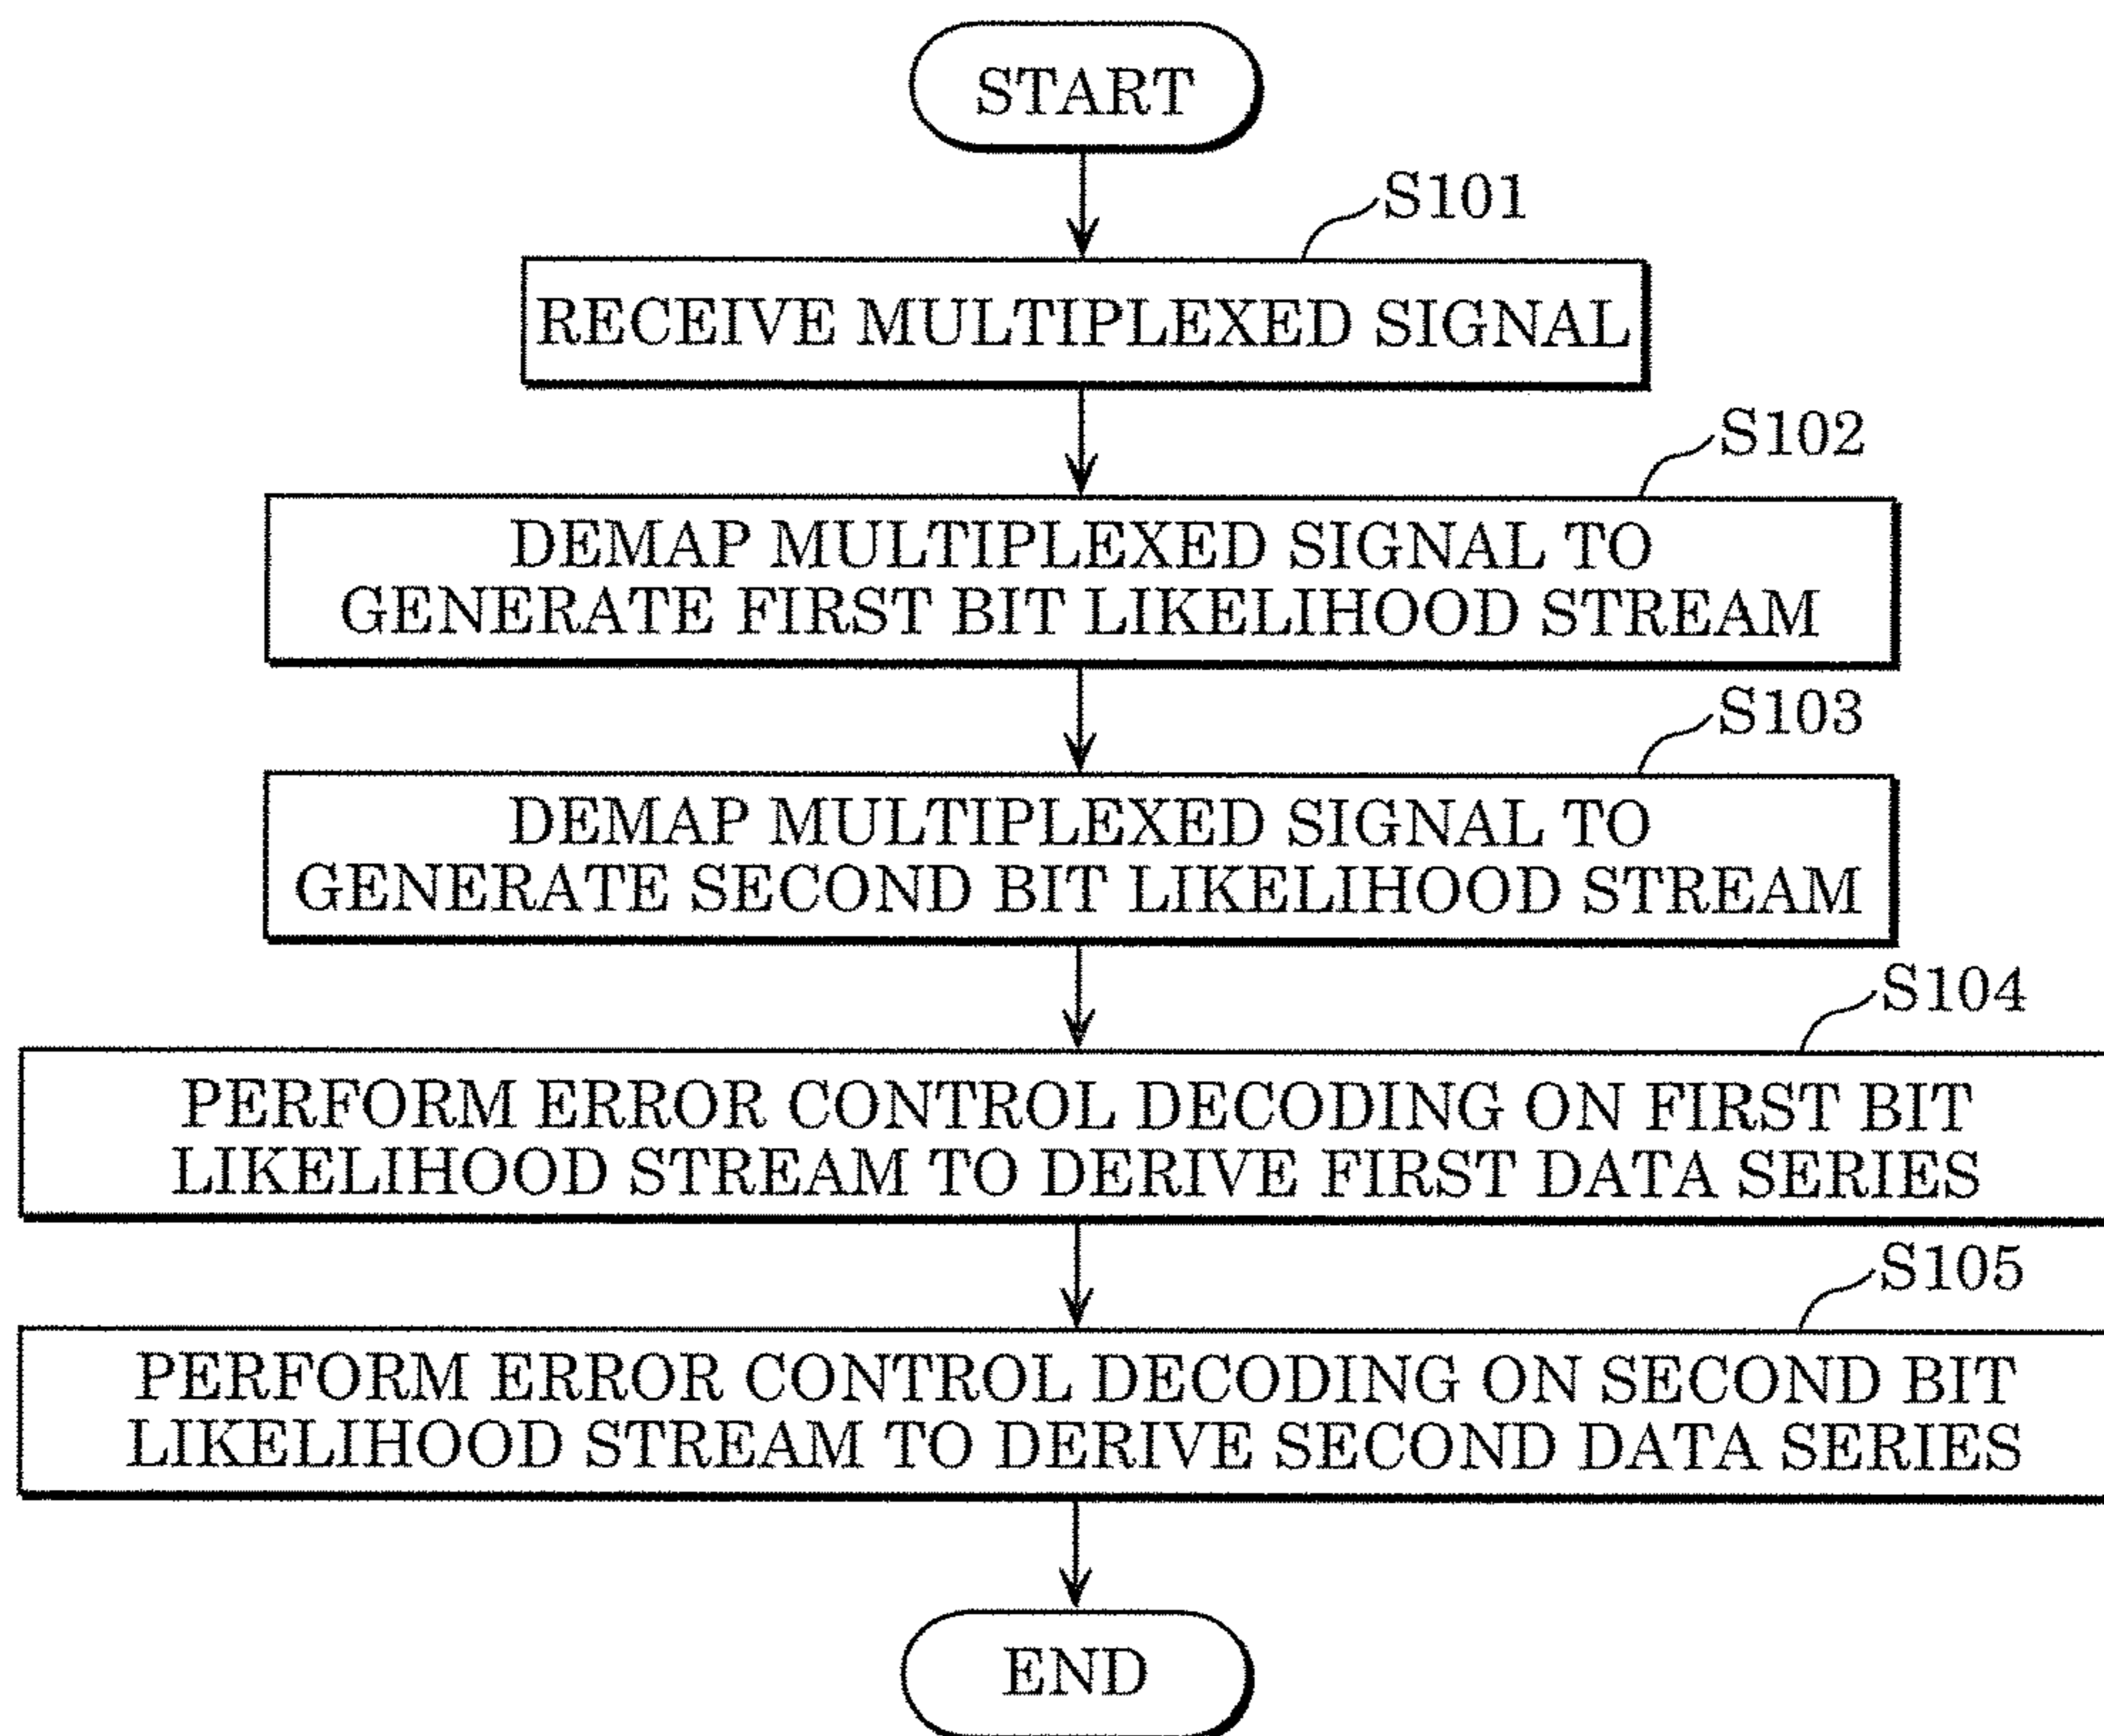 START
S101
RECEIVE MULTIPLEXED SIGNAL
S102
DEMAP MULTIPLEXED SIGNAL TO
GENERATE FIRST BIT LIKELIHOOD STREAM
S103
DEMAP MULTIPLEXED SIGNAL TO
GENERATE SECOND BIT LIKELIHOOD STREAM
S104
PERFORM ERROR CONTROL DECODING ON FIRST BIT
LIKELIHOOD STREAM TO DERIVE FIRST DATA SERIES
S105
PERFORM ERROR CONTROL DECODING ON SECOND BIT
LIKELIHOOD STREAM TO DERIVE SECOND DATA SERIES
END